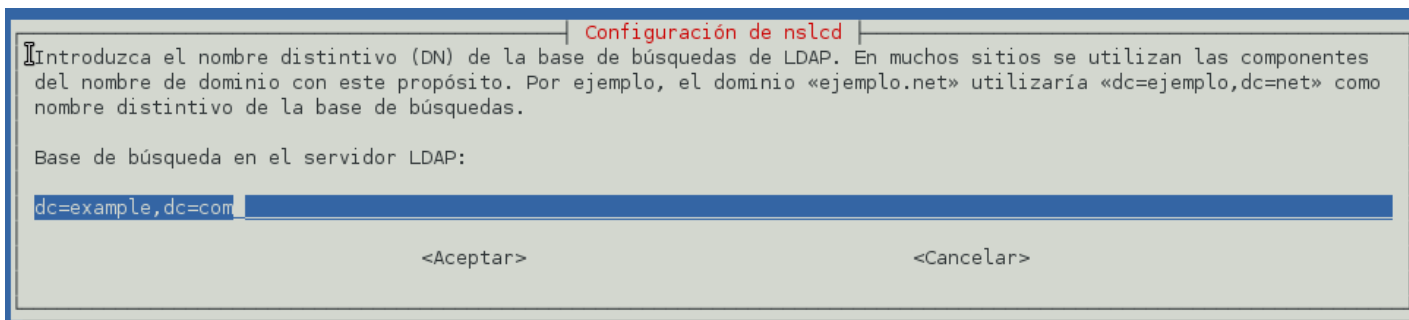 Configuración de nslcd
Introduzca el nombre distintivo (DN) de la base de búsquedas de LDAP. En muchos sitios se utilizan las componentes
del nombre de dominio con este propósito. Por ejemplo, el dominio «ejemplo.net» utilizaría «dc=ejemplo,dc=net» como
nombre distintivo de la base de búsquedas.
Base de búsqueda en el servidor LDAP:
dc=example,dc=com
<Aceptar> <Cancelar>